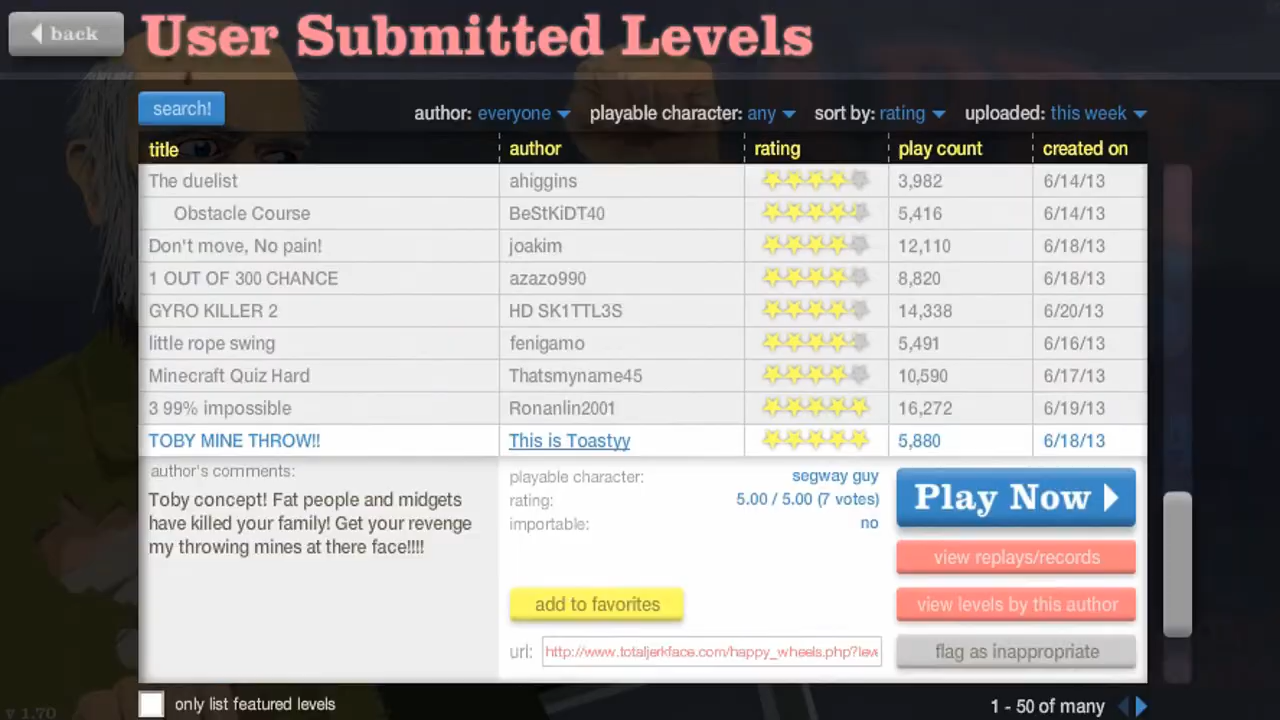 back
User Submitted Levels
search!
author: everyone playable character: any sort by: rating uploaded: this week
title author rating play count created on
The duelist ahiggins 3,982 6/14/13
Obstacle Course BeStKiDT40 5,416 6/14/13
Don't move, No pain! joakim 12,110 6/18/13
1 OUT OF 300 CHANCE azazo990 8,820 6/18/13
GYRO KILLER 2 HD SK1TTL3S 14,338 6/20/13
little rope swing fenigamo 5,491 6/16/13
Minecraft Quiz Hard Thatsmyname45 10,590 6/17/13
3 99% impossible Ronanlin2001 16,272 6/19/13
TOBY MINE THROW!! This is Toastyy 5,880 6/18/13
author's comments:
Toby concept! Fat people and midgets
have killed your family! Get your revenge
my throwing mines at there face!!!!
playable character: segway guy
rating: 5.00 / 5.00 (7 votes)
importable: no
add to favorites
url: http://www.totaljerkface.com/happy_wheels.php?leve
Play Now
view replays/records
view levels by this author
flag as inappropriate
only list featured levels
1 - 50 of many
v 1.70